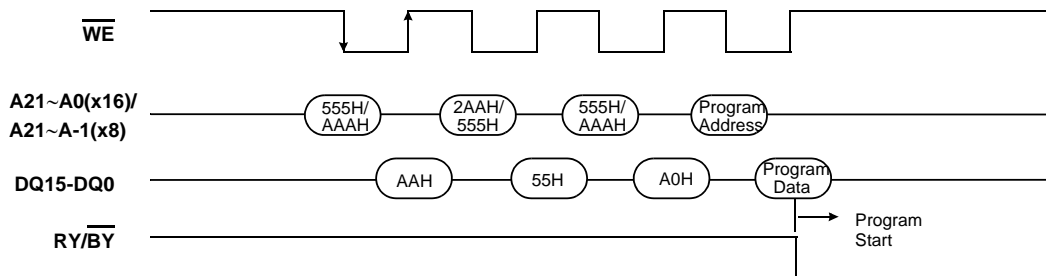 WE
A21~A0(x16)/
A21~A-1(x8)
555H/
AAAH
2AAH/
555H
555H/
AAAH
Program
Address
DQ15-DQ0
AAH
55H
A0H
Program
Data
RY/BY
Program
Start